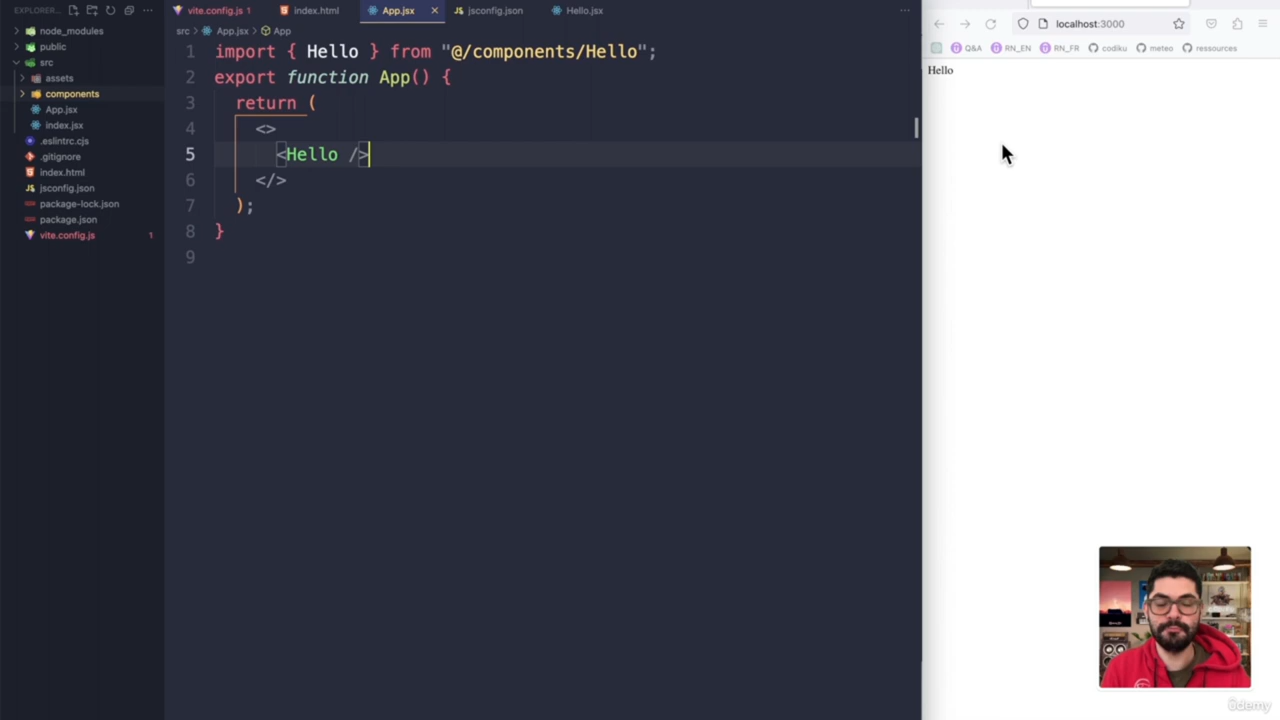 EXPLORER... ...
vite.config.js 1
index.html
App.jsx
jsconfig.json
Hello.jsx
...
localhost:3000
Q&A
RN_EN
RN_FR
codiku
meteo
ressources
node_modules
public
src
assets
components
App.jsx
index.jsx
.eslintrc.cjs
.gitignore
index.html
jsconfig.json
package-lock.json
package.json
vite.config.js 1
src > App.jsx > App
1 import { Hello } from "@/components/Hello";
2 export function App() {
3 return (
4 <>
5 <Hello />
6 </>
7 );
8 }
9
Hello
ûdemy